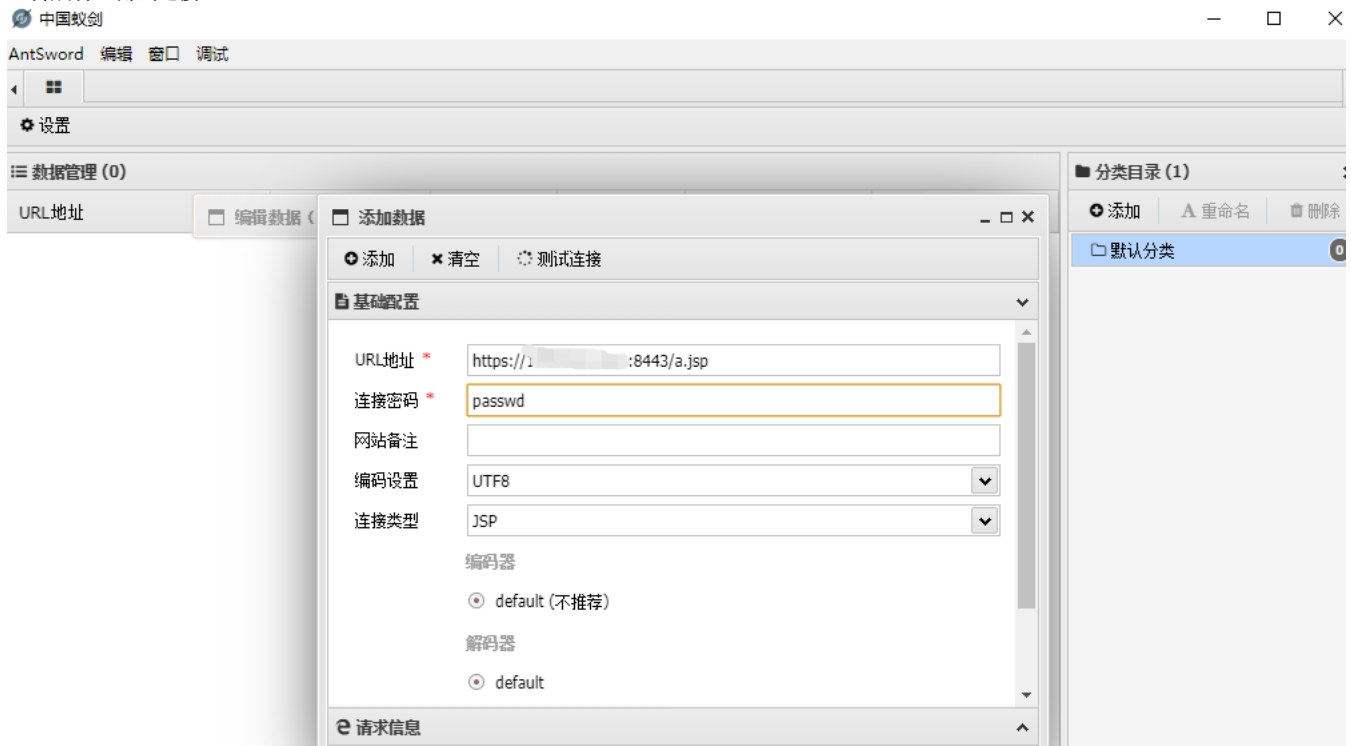 中国蚁剑
AntSword 编辑 窗口 调试
设置
数据管理 (0)
分类目录 (1)
URL地址
编辑数据 (
添加数据
添加
重命名
删除
添加
清空
测试连接
默认分类
0
基础配置
URL地址 *
https://1
:8443/a.jsp
连接密码 *
passwd
网站备注
编码设置
UTF8
连接类型
JSP
编码器
default (不推荐)
解码器
default
请求信息